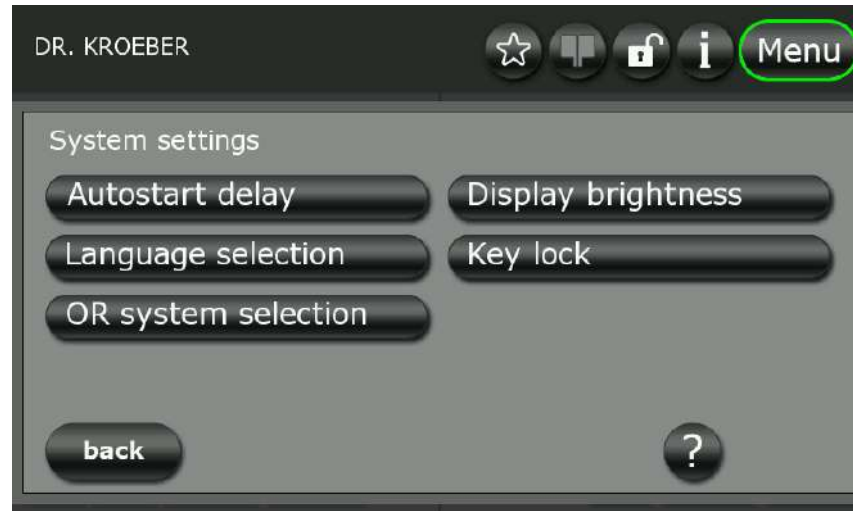 DR. KROEBER
i
Menu
System settings
Autostart delay
Display brightness
Language selection
Key lock
OR system selection
back
?